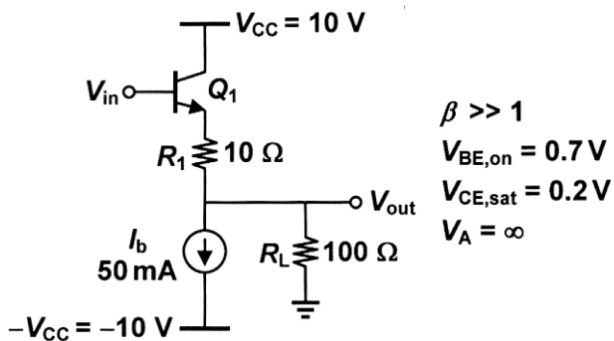 V_CC = 10 V
V_in
Q_1
R_1 10 Ω
V_out
I_b
50 mA
R_L 100 Ω
−V_CC = −10 V
β >> 1
V_BE,on = 0.7 V
V_CE,sat = 0.2 V
V_A = ∞